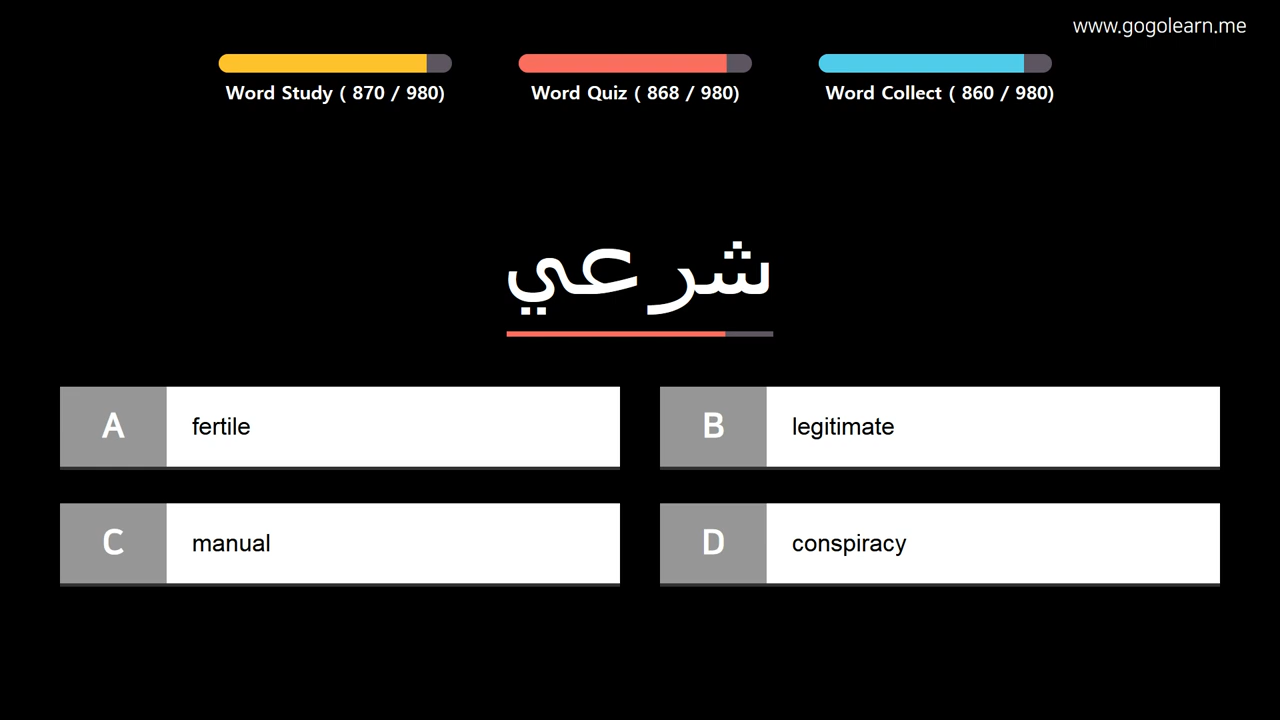 www.gogolearn.me
Word Study ( 870 / 980)
Word Quiz ( 868 / 980)
Word Collect ( 860 / 980)
شرعي
A fertile
B legitimate
C manual
D conspiracy